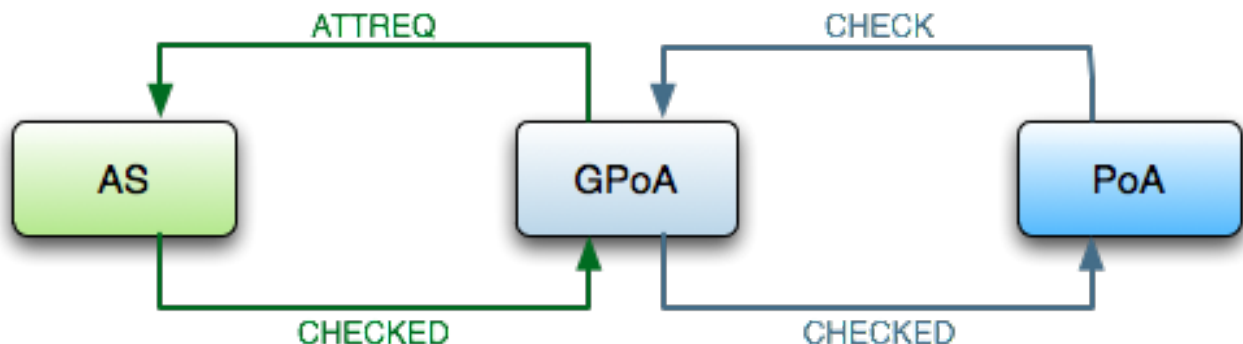 ATTREQ
CHECK
AS
GPoA
PoA
CHECKED
CHECKED